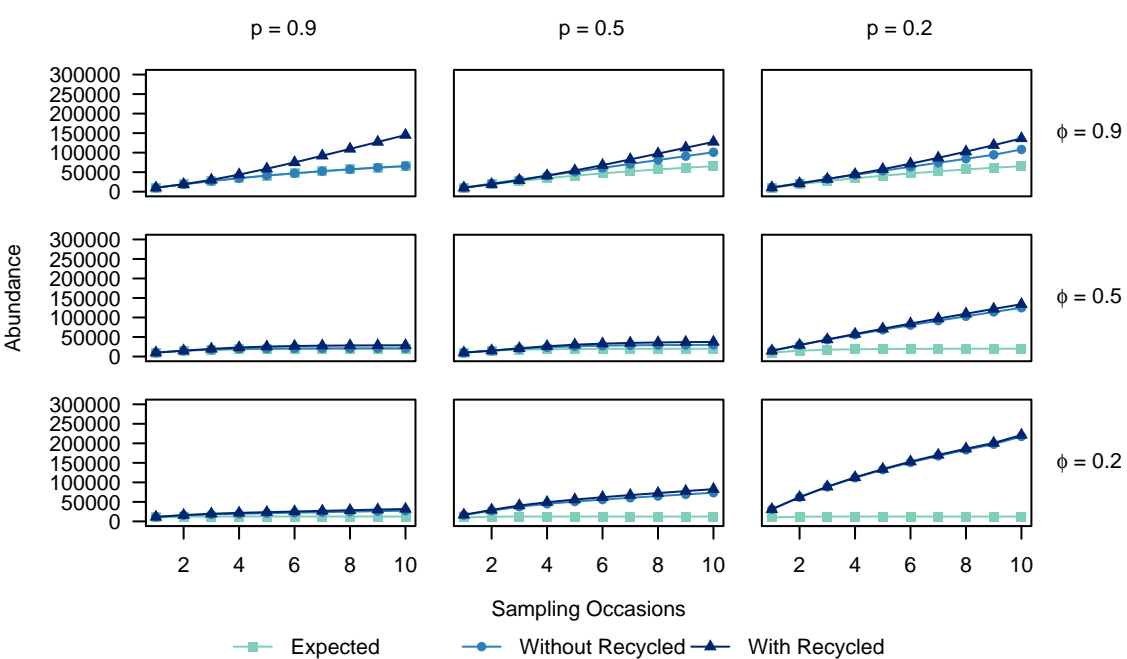 p = 0.9 p = 0.5 p = 0.2
300000
250000
200000
150000
100000
50000
0
ϕ = 0.9
300000
250000
200000
150000
100000
50000
0
ϕ = 0.5
Abundance
300000
250000
200000
150000
100000
50000
0
ϕ = 0.2
2 4 6 8 10 2 4 6 8 10 2 4 6 8 10
Sampling Occasions
Expected Without Recycled With Recycled